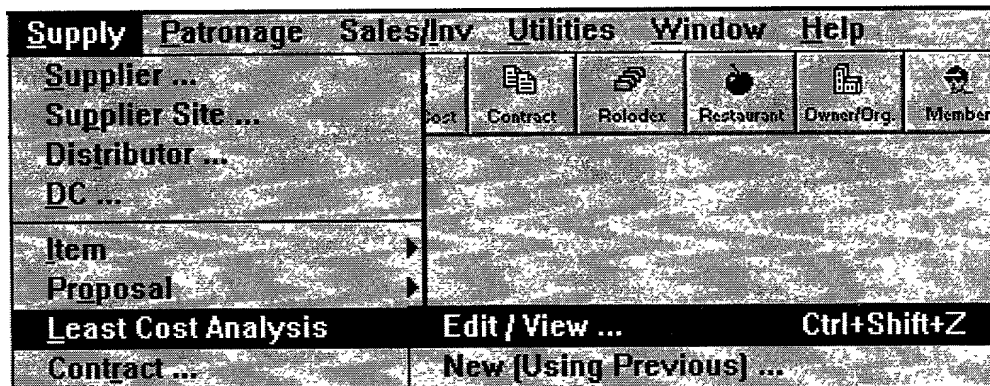 Supply Patronage Sales/Inv Utilities Window Help
Supplier ...
Supplier Site ...
Distributor ...
DC ...
Cost Contract Rolodex Restaurant Owner/Org. Member
Item
Proposal
Least Cost Analysis Edit / View ... Ctrl+Shift+Z
Contract ... New (Using Previous) ...